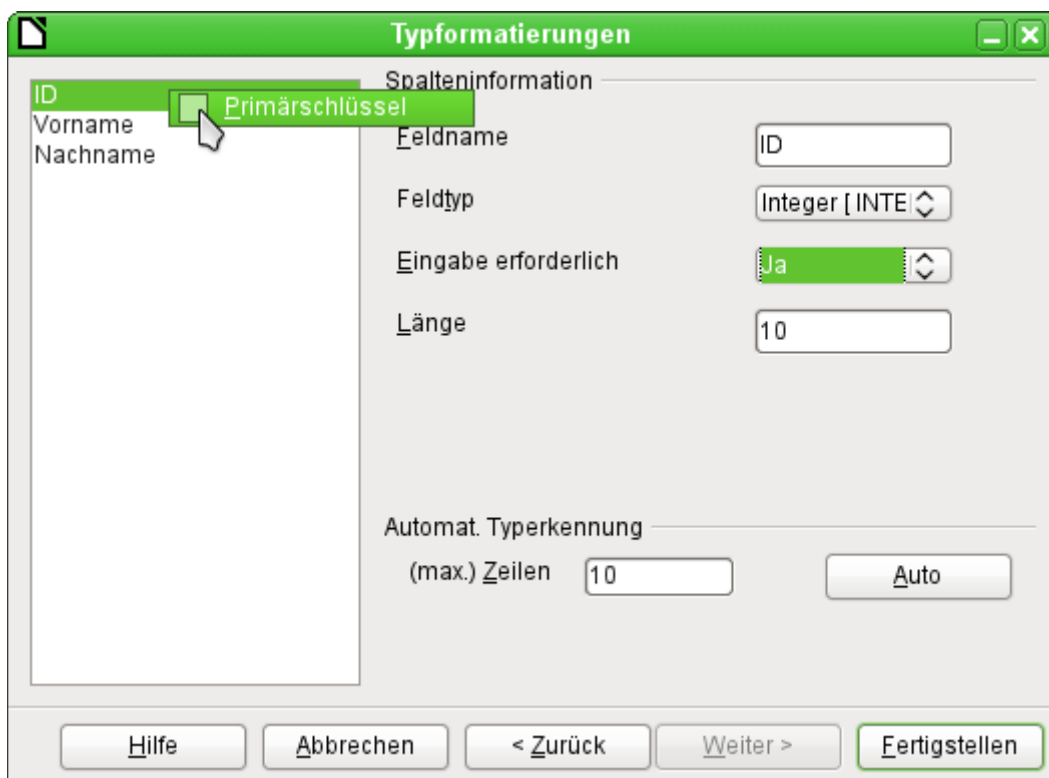 Typformatierungen
ID
Primärschlüssel
Vorname
Nachname
Spalteninformation
Feldname
ID
Feldtyp
Integer [ INTE
Eingabe erforderlich
Ja
Länge
10
Automat. Typerkennung
(max.) Zeilen
10
Auto
Hilfe
Abbrechen
< Zurück
Weiter >
Fertigstellen